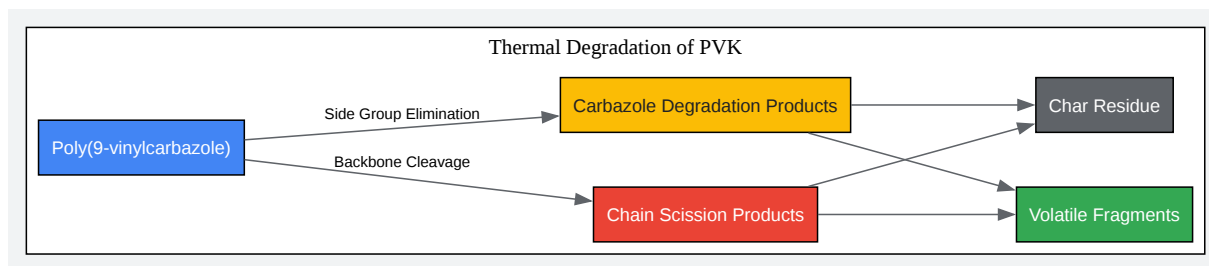 Thermal Degradation of PVK
Poly(9-vinylcarbazole)
Side Group Elimination
Backbone Cleavage
Carbazole Degradation Products
Chain Scission Products
Char Residue
Volatile Fragments